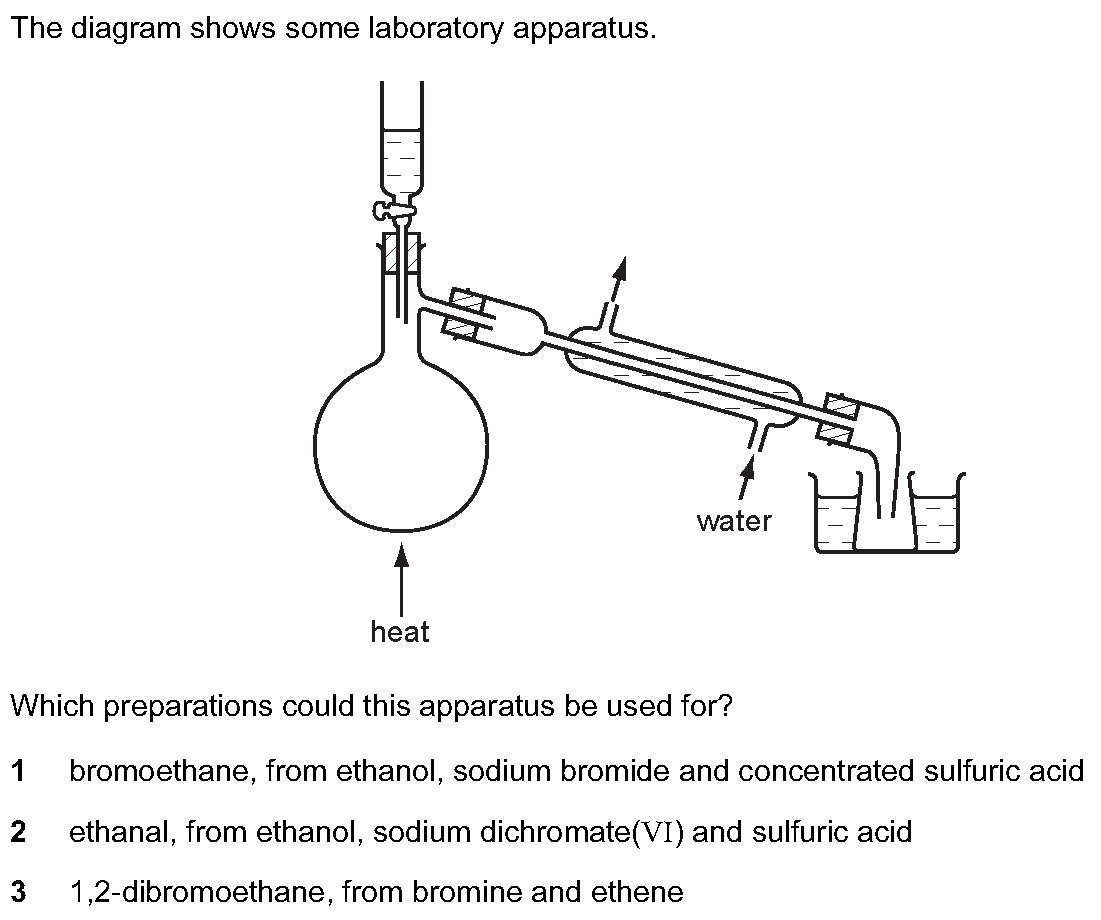 The diagram shows some laboratory apparatus.
water
heat
Which preparations could this apparatus be used for?
1 bromoethane, from ethanol, sodium bromide and concentrated sulfuric acid
2 ethanal, from ethanol, sodium dichromate(VI) and sulfuric acid
3 1,2-dibromoethane, from bromine and ethene